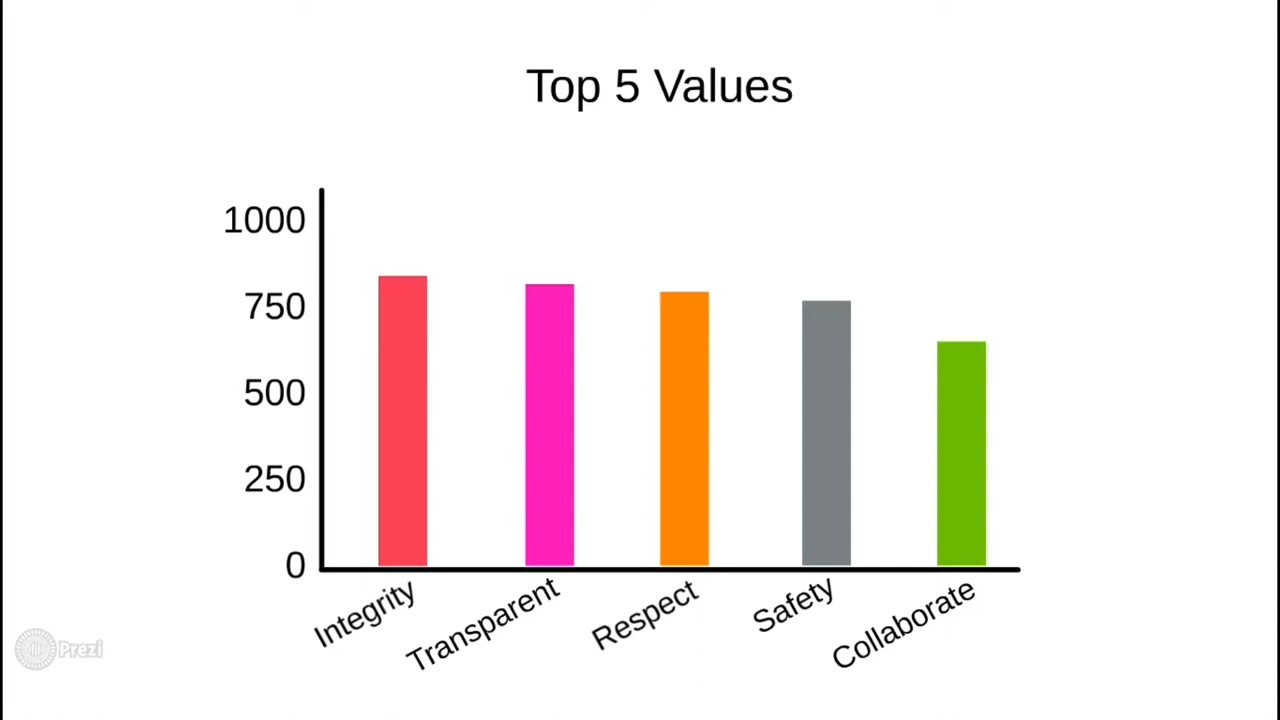 Top 5 Values
1000
750
500
250
0
Integrity
Transparent
Respect
Safety
Collaborate
Prezi